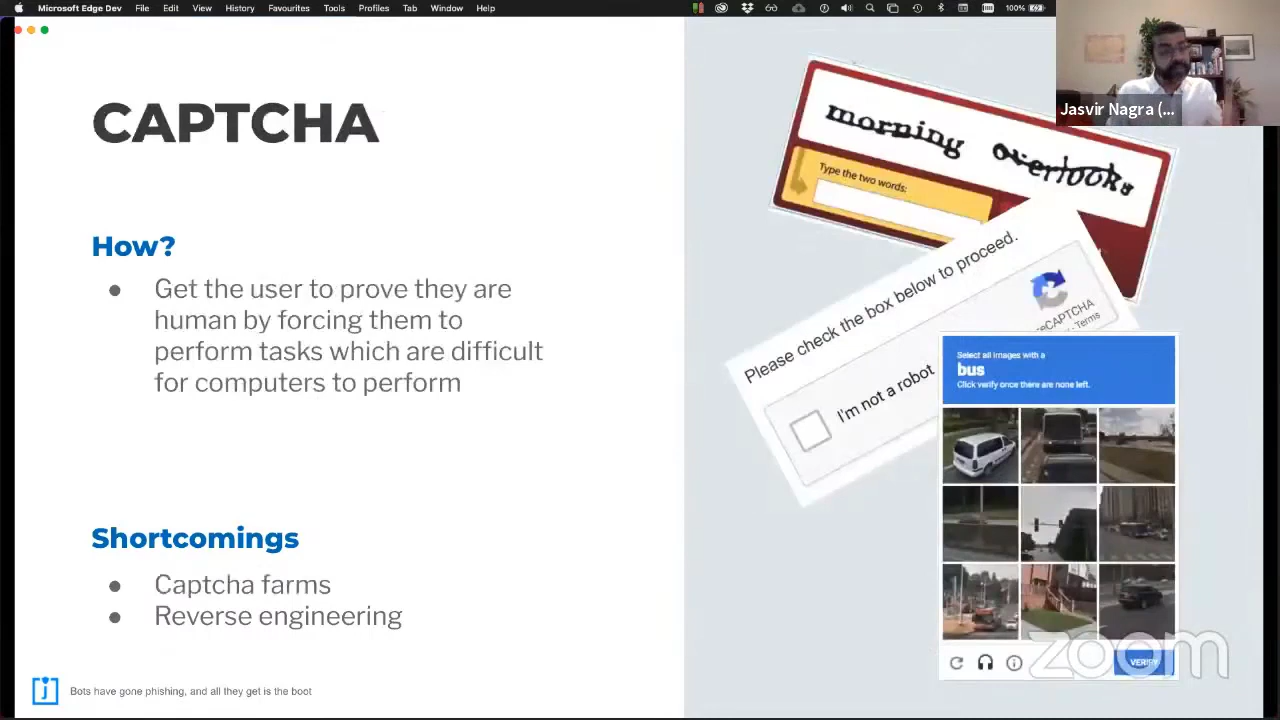 Microsoft Edge Dev File Edit View History Favourites Tools Profiles Tab Window Help
100%
Jasvir Nagra (...
CAPTCHA
How?
● Get the user to prove they are
human by forcing them to
perform tasks which are difficult
for computers to perform
Shortcomings
● Captcha farms
● Reverse engineering
Bots have gone phishing, and all they get is the boot
morning overlooks
Type the two words:
Please check the box below to proceed.
I'm not a robot
reCAPTCHA
- Terms
Select all images with a
bus
Click verify once there are none left.
VERIFY
zoom